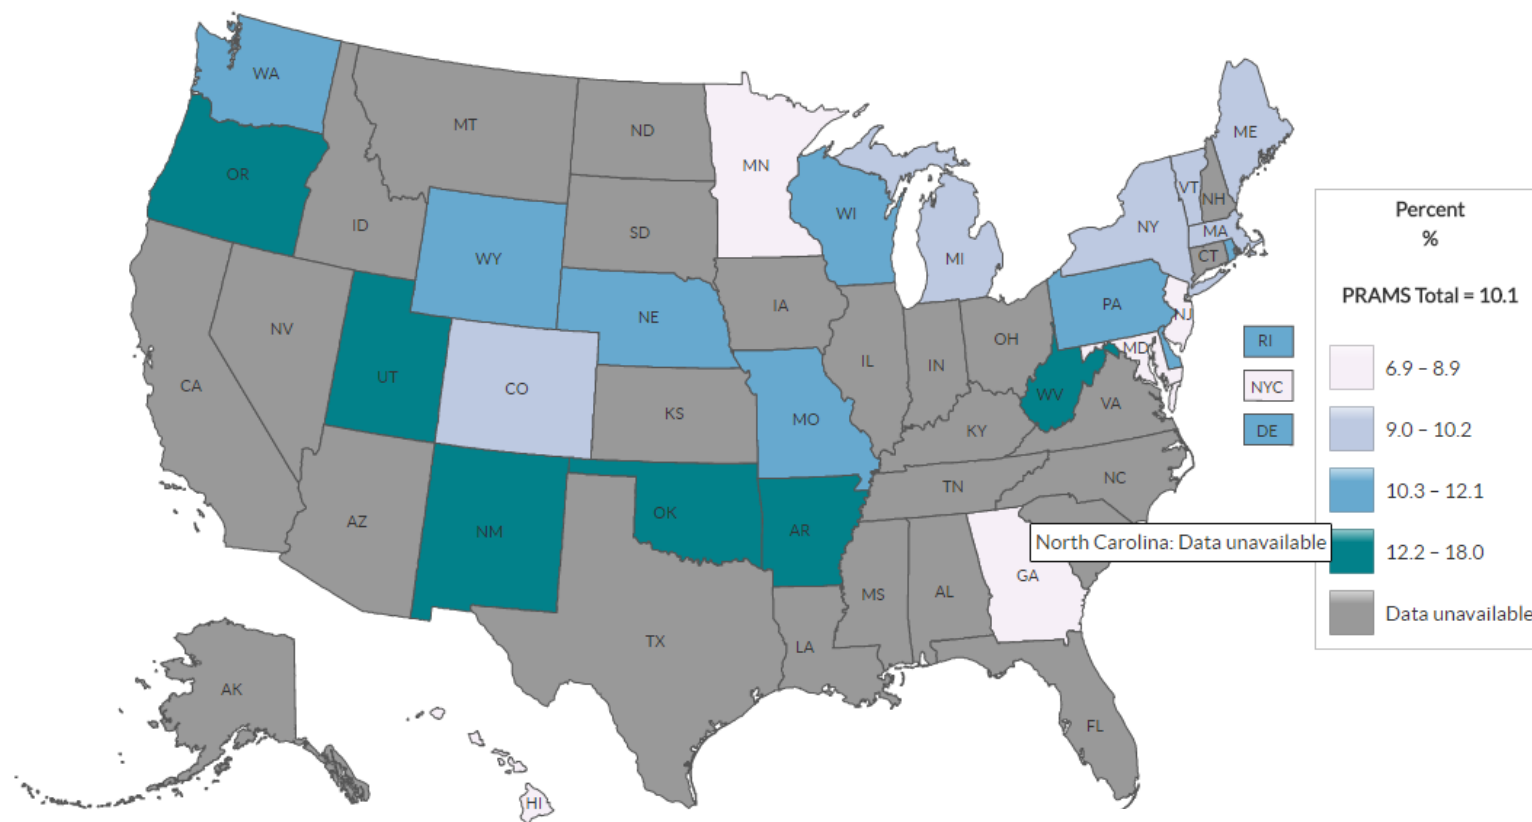 WA
MT
ND
MN
ME
OR
VT
NH
ID
SD
WI
NY
MA
MI
CT
WY
IA
PA
NE
NJ
NV
OH
MD
IL
IN
CA
UT
CO
WV
KS
MO
VA
KY
NC
TN
AZ
NM
OK
AR
GA
MS
AL
TX
LA
AK
FL
HI
RI
NYC
DE
North Carolina: Data unavailable
Percent
%
PRAMS Total = 10.1
6.9 – 8.9
9.0 – 10.2
10.3 – 12.1
12.2 – 18.0
Data unavailable